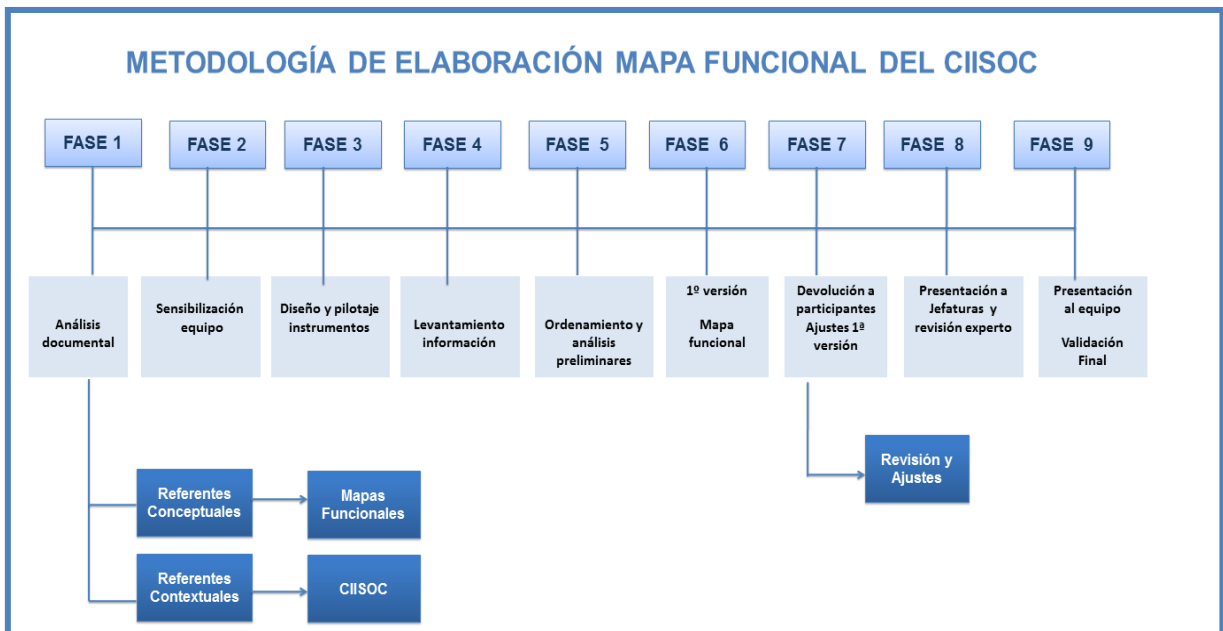 METODOLOGÍA DE ELABORACIÓN MAPA FUNCIONAL DEL CIISOC
FASE 1
FASE 2
FASE 3
FASE 4
FASE 5
FASE 6
FASE 7
FASE 8
FASE 9
Análisis
documental
Sensibilización
equipo
Diseño y pilotaje
instrumentos
Levantamiento
información
Ordenamiento y
análisis
preliminares
1º versión
Mapa
funcional
Devolución a
participantes
Ajustes 1ª
versión
Presentación a
Jefaturas y
revisión experto
Presentación
al equipo
Validación
Final
Revisión y
Ajustes
Referentes
Conceptuales
Mapas
Funcionales
Referentes
Contextuales
CIISOC